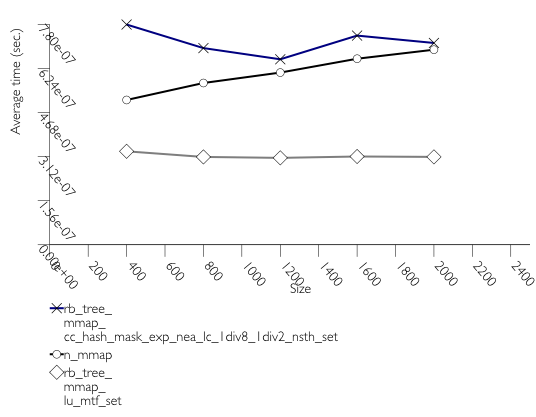 Average time (sec.)
7.80e-07
6.24e-07
4.68e-07
3.12e-07
1.56e-07
0.00e+00
0
200
400
600
800
1000
1200
1400
1600
1800
2000
2200
2400
Size
rb_tree_
mmap_
cc_hash_mask_exp_nea_lc_1div8_1div2_nsth_set
n_mmap
rb_tree_
mmap_
lu_mtf_set